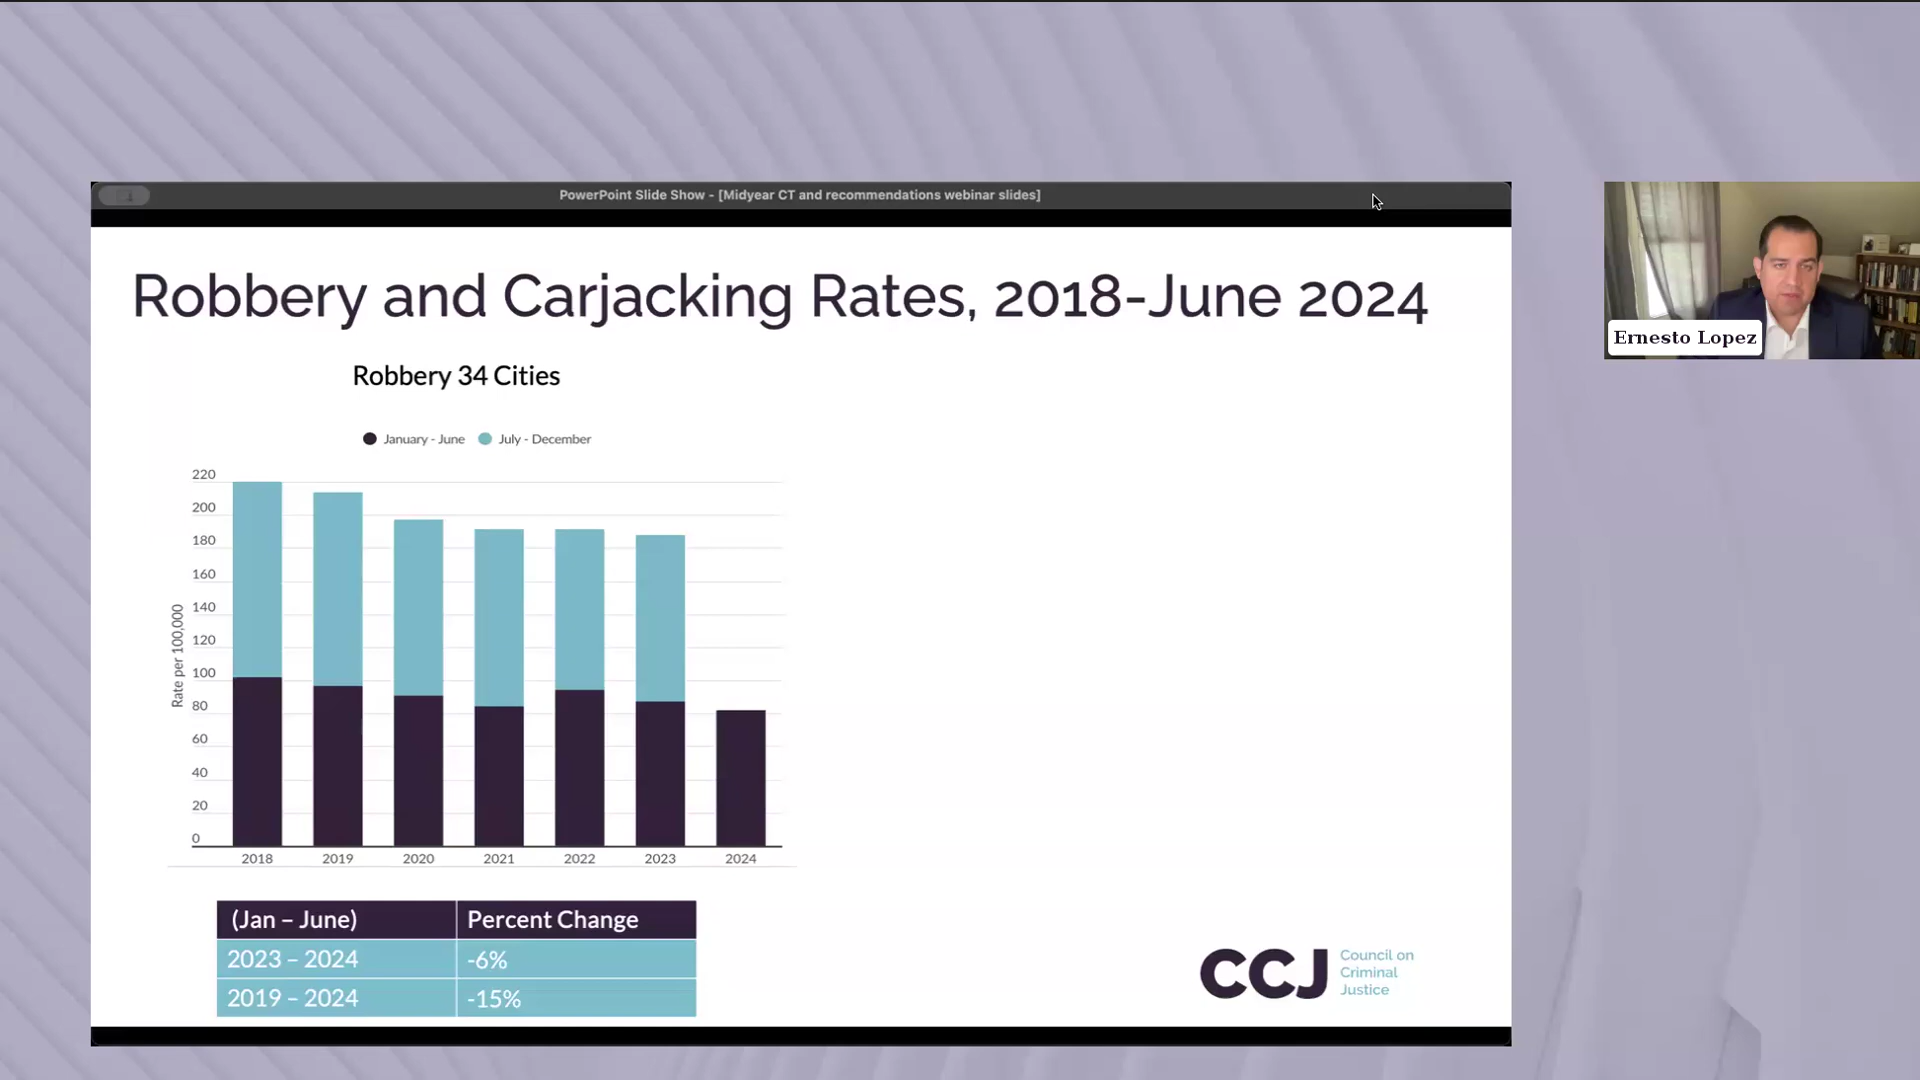 PowerPoint Slide Show - [Midyear CT and recommendations webinar slides]
Robbery and Carjacking Rates, 2018-June 2024
Ernesto Lopez
Robbery 34 Cities
January - June July - December
220
200
180
160
140
120
100
80
60
40
20
0
Rate per 100,000
2018 2019 2020 2021 2022 2023 2024
(Jan – June) Percent Change
2023 – 2024 -6%
2019 – 2024 -15%
CCJ
Council on
Criminal
Justice